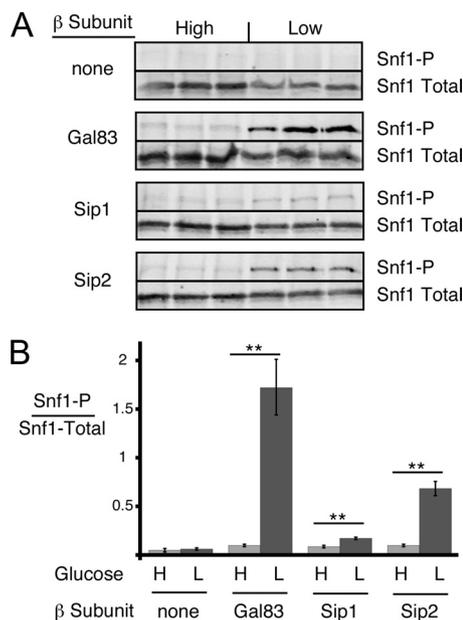 A
β Subunit
High
Low
none
Snf1-P
Snf1 Total
Gal83
Snf1-P
Snf1 Total
Sip1
Snf1-P
Snf1 Total
Sip2
Snf1-P
Snf1 Total
B
Snf1-P
Snf1-Total
2
1.5
1
0.5
**
**
**
Glucose H L H L H L H L
β Subunit none Gal83 Sip1 Sip2